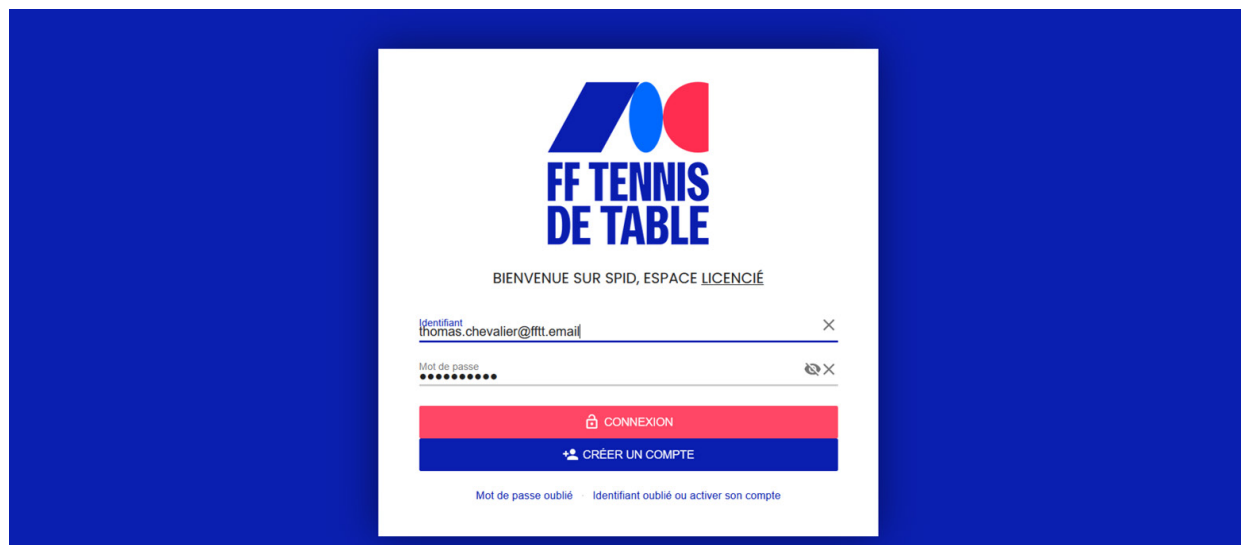 FF TENNIS
DE TABLE
BIENVENUE SUR SPID, ESPACE LICENCIÉ
Identifiant
thomas.chevalier@fftt.email
Mot de passe
••••••••••
CONNEXION
CRÉER UN COMPTE
Mot de passe oublié · Identifiant oublié ou activer son compte